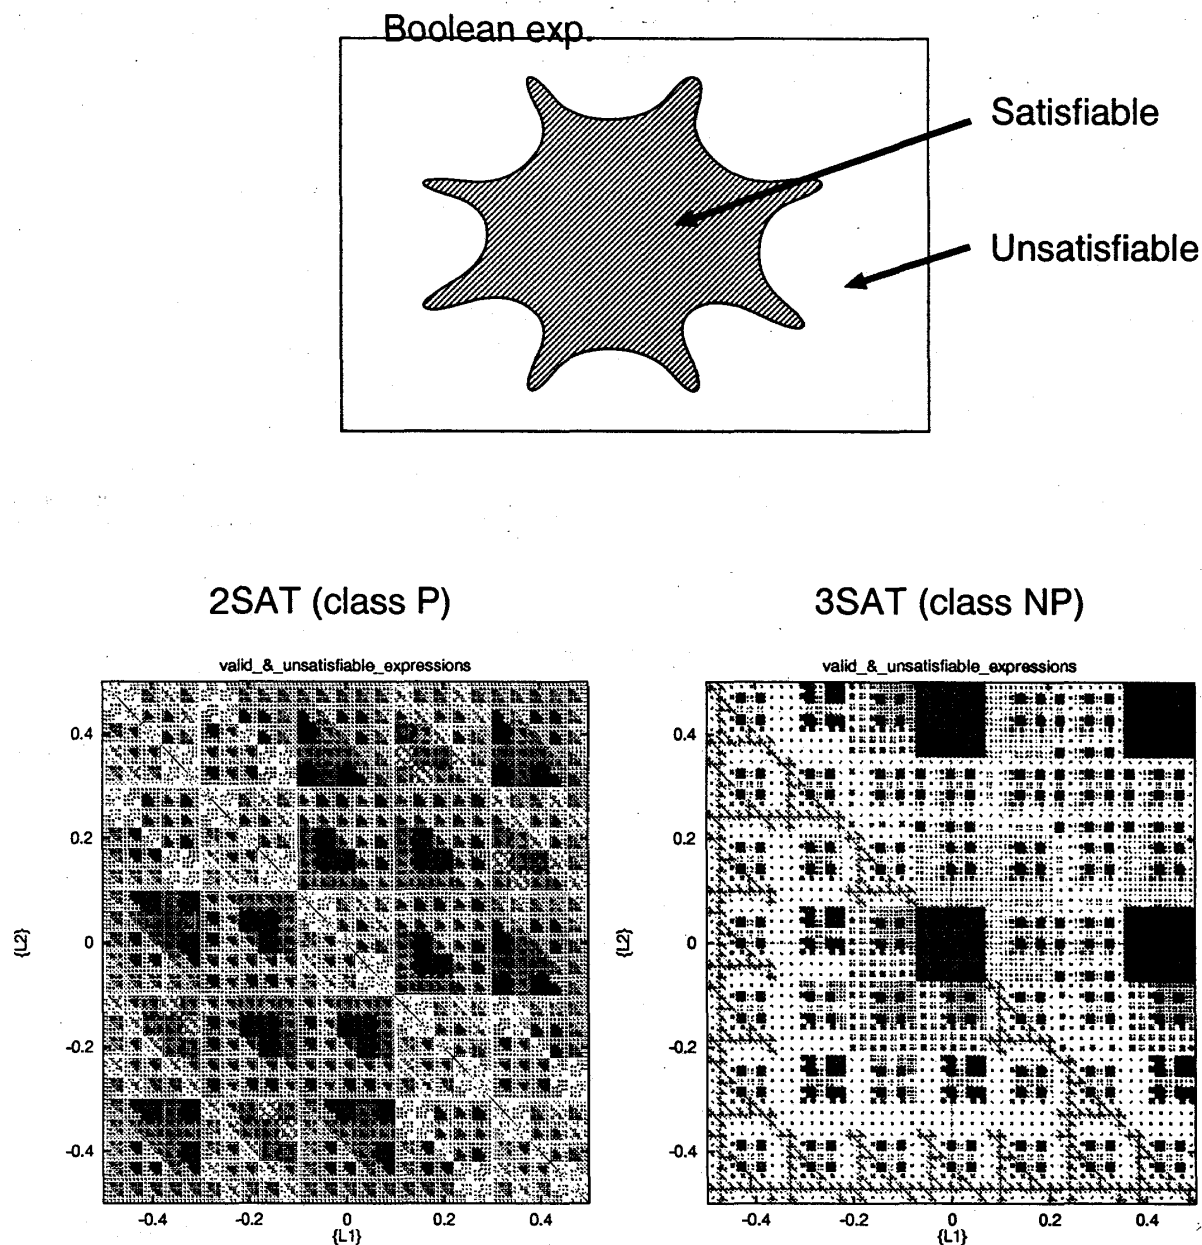 Boolean exp.
Satisfiable
Unsatisfiable
2SAT (class P)
3SAT (class NP)
valid_&_unsatisfiable_expressions
0.4
0.2
0
-0.2
-0.4
{L2}
-0.4
-0.2
0
0.2
0.4
{L1}
valid_&_unsatisfiable_expressions
0.4
0.2
0
-0.2
-0.4
{L2}
-0.4
-0.2
0
0.2
0.4
{L1}